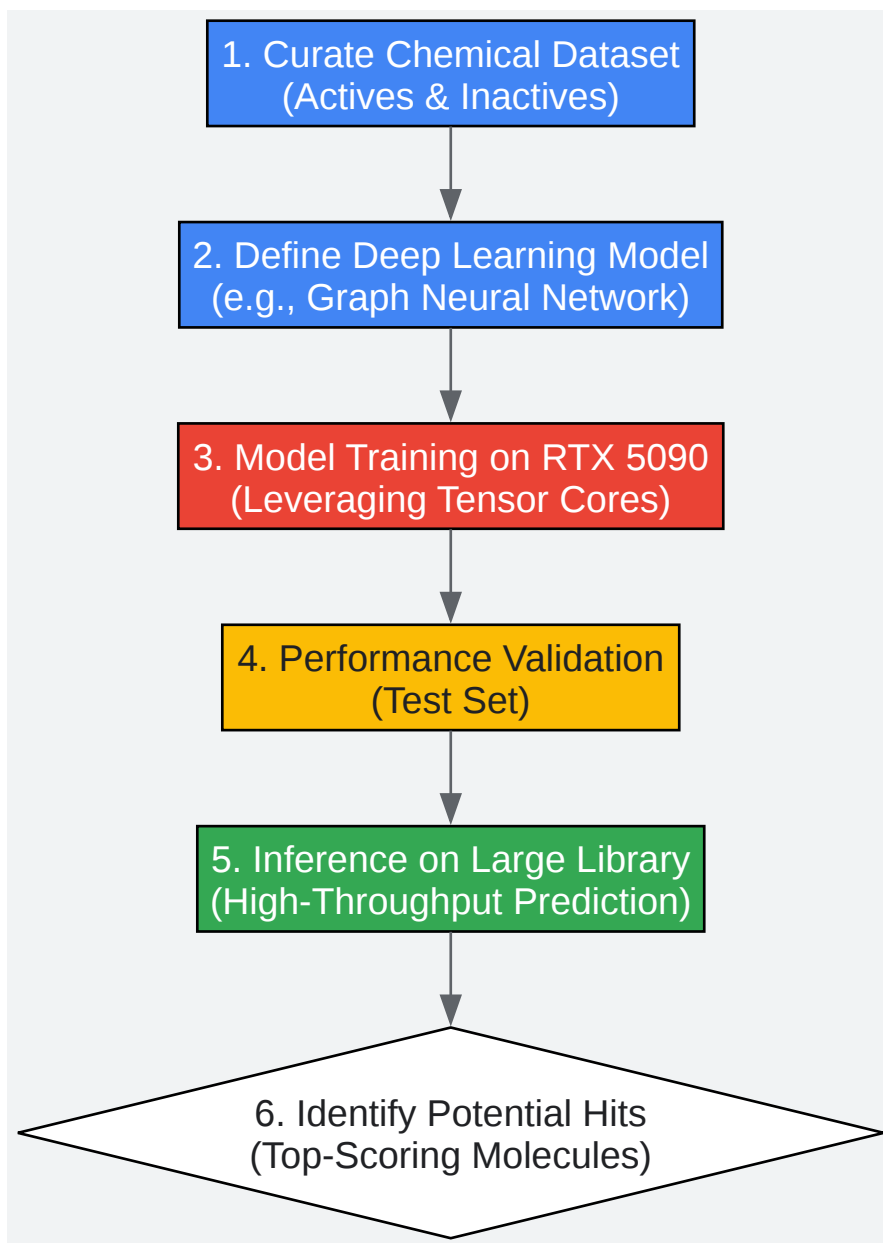 1. Curate Chemical Dataset
(Actives & Inactives)
2. Define Deep Learning Model
(e.g., Graph Neural Network)
3. Model Training on RTX 5090
(Leveraging Tensor Cores)
4. Performance Validation
(Test Set)
5. Inference on Large Library
(High-Throughput Prediction)
6. Identify Potential Hits
(Top-Scoring Molecules)